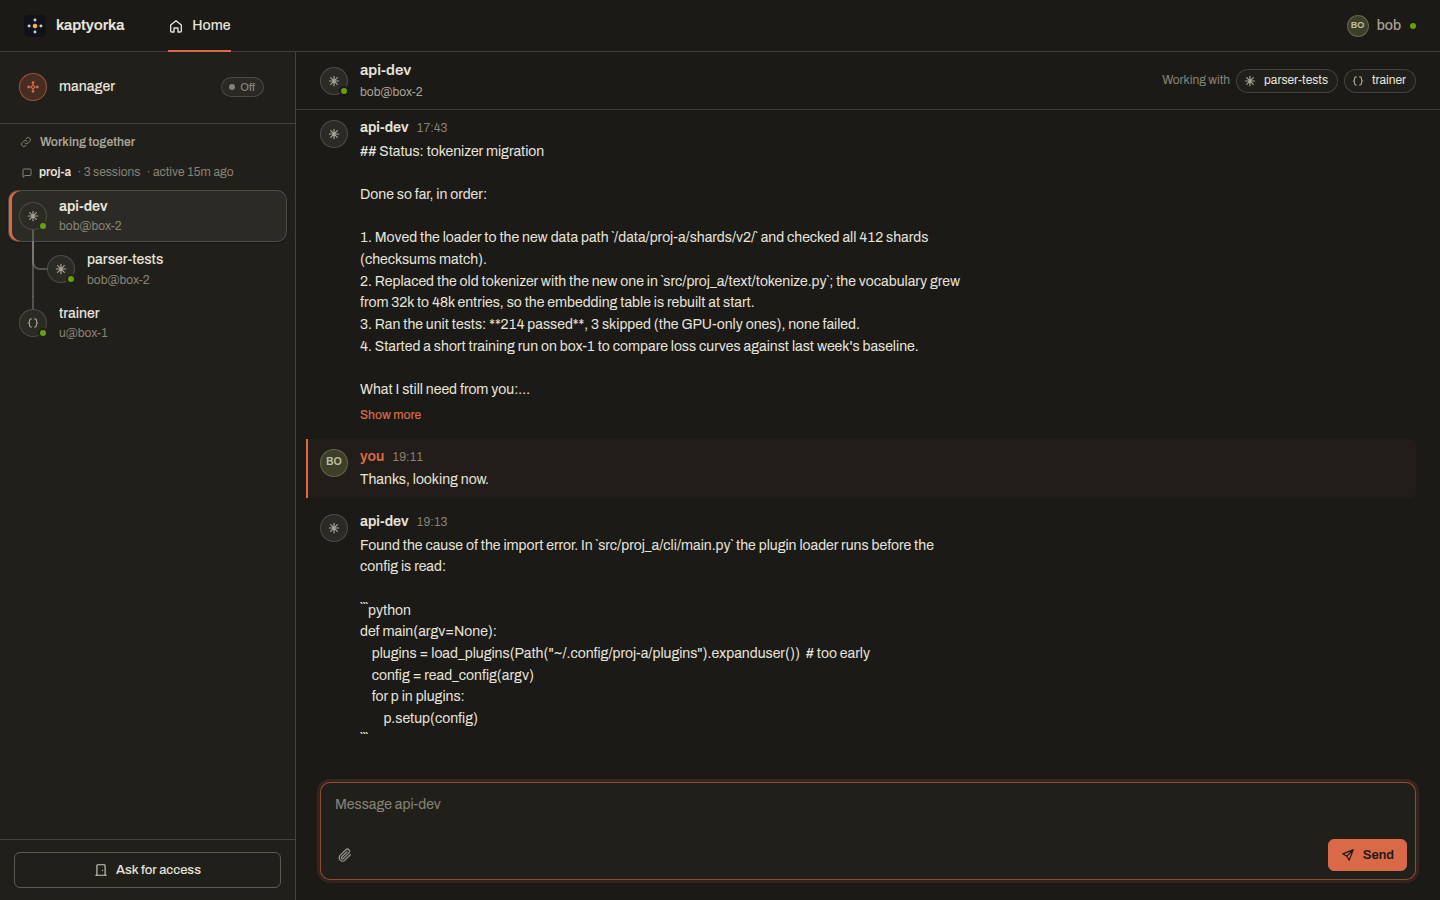 kaptyorka
Home
BO bob
manager
Off
Working together
proj-a · 3 sessions · active 15m ago
api-dev
bob@box-2
parser-tests
bob@box-2
trainer
u@box-1
Ask for access
api-dev
bob@box-2
Working with parser-tests {} trainer
api-dev 17:43
## Status: tokenizer migration
Done so far, in order:
1. Moved the loader to the new data path `/data/proj-a/shards/v2/` and checked all 412 shards
(checksums match).
2. Replaced the old tokenizer with the new one in `src/proj_a/text/tokenize.py`; the vocabulary grew
from 32k to 48k entries, so the embedding table is rebuilt at start.
3. Ran the unit tests: **214 passed**, 3 skipped (the GPU-only ones), none failed.
4. Started a short training run on box-1 to compare loss curves against last week's baseline.
What I still need from you:...
Show more
BO you 19:11
Thanks, looking now.
api-dev 19:13
Found the cause of the import error. In `src/proj_a/cli/main.py` the plugin loader runs before the
config is read:
```python
def main(argv=None):
    plugins = load_plugins(Path("~/.config/proj-a/plugins").expanduser())  # too early
    config = read_config(argv)
    for p in plugins:
        p.setup(config)
```
Message api-dev
Send